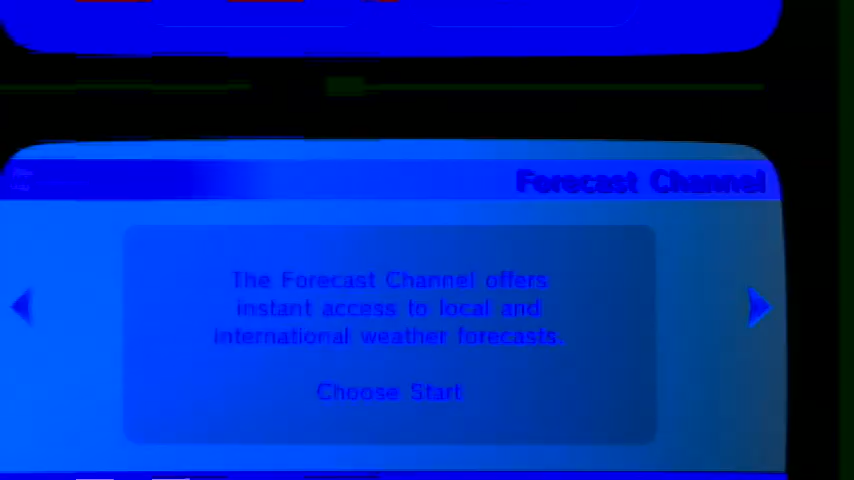 Forecast Channel
The Forecast Channel offers
instant access to local and
international weather forecasts.
Choose Start